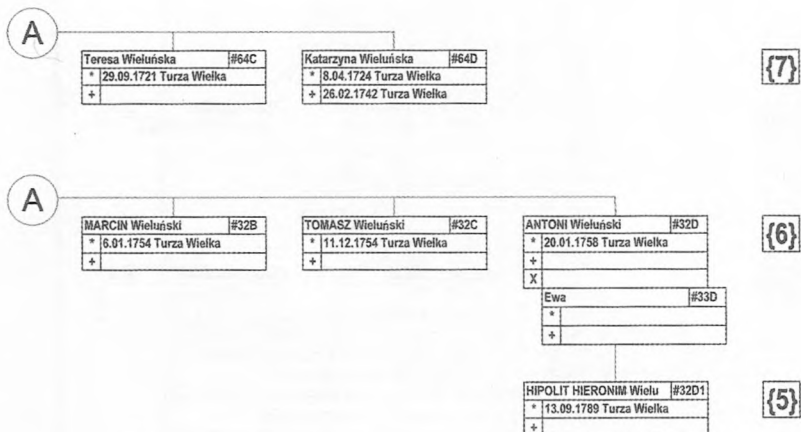 A
Teresa Wieluńska #64C
* 29.09.1721 Turza Wielka
+
Katarzyna Wieluńska #64D
* 8.04.1724 Turza Wielka
+ 26.02.1742 Turza Wielka
{7}
A
MARCIN Wieluński #32B
* 6.01.1754 Turza Wielka
+
TOMASZ Wieluński #32C
* 11.12.1754 Turza Wielka
+
ANTONI Wieluński #32D
* 20.01.1758 Turza Wielka
+
X
Ewa #33D
*
+
{6}
HIPOLIT HIERONIM Wielu #32D1
* 13.09.1789 Turza Wielka
+
{5}